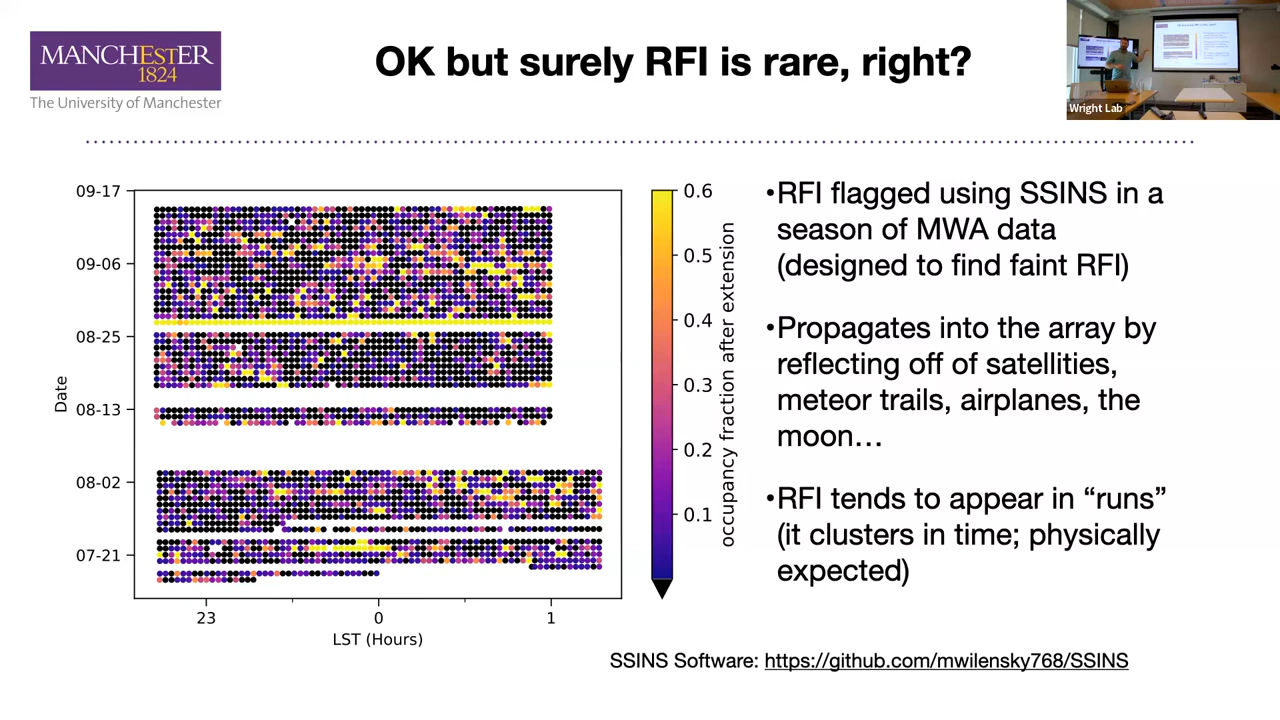 MANCHESTER
1824
The University of Manchester
OK but surely RFI is rare, right?
Wright Lab
09-17
09-06
08-25
08-13
08-02
07-21
Date
23
0
1
LST (Hours)
0.6
0.5
0.4
0.3
0.2
0.1
occupancy fraction after extension
•RFI flagged using SSINS in a
season of MWA data
(designed to find faint RFI)
•Propagates into the array by
reflecting off of satellities,
meteor trails, airplanes, the
moon…
•RFI tends to appear in “runs”
(it clusters in time; physically
expected)
SSINS Software: https://github.com/mwilensky768/SSINS